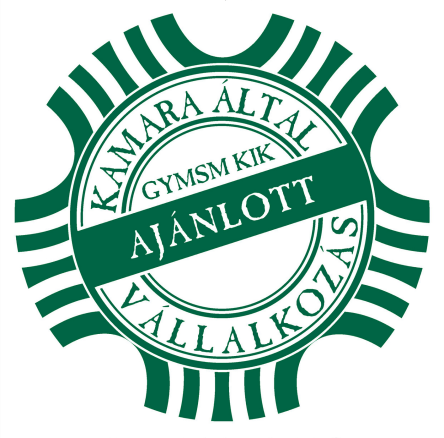 KAMARA ÁLTAL
GYMSM KIK
AJÁNLOTT
VÁLLALKOZÁS